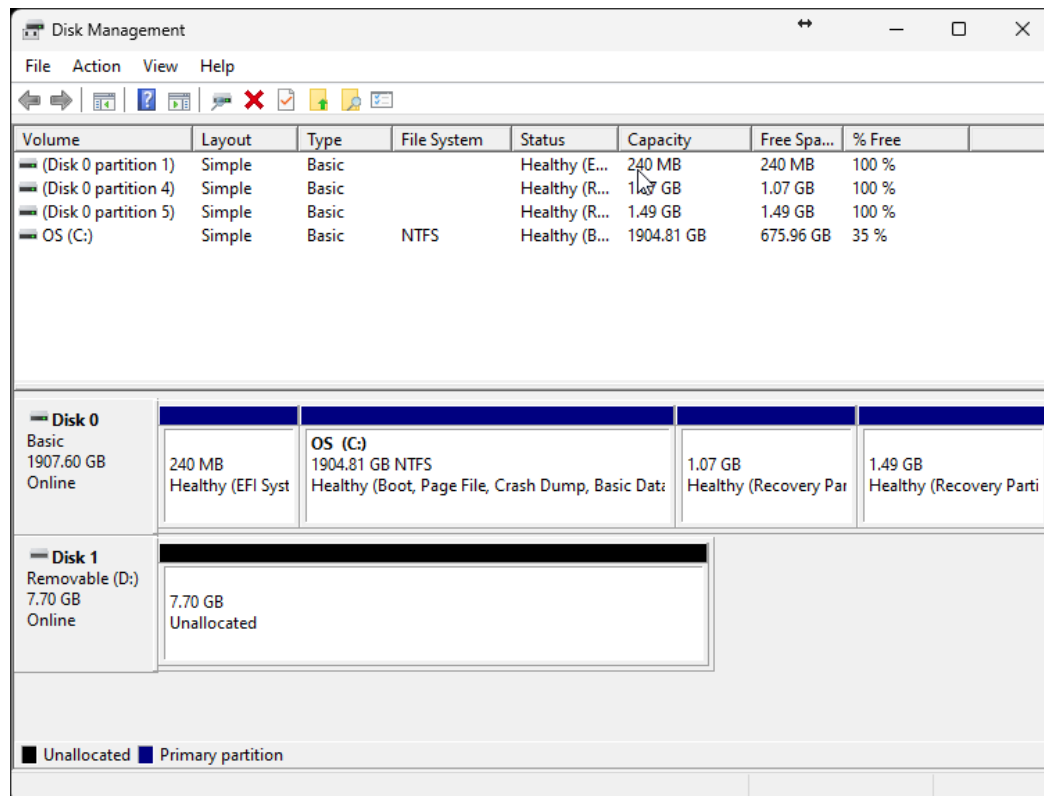 Disk Management
File Action View Help
Volume Layout Type File System Status Capacity Free Spa... % Free
(Disk 0 partition 1) Simple Basic Healthy (E... 240 MB 240 MB 100 %
(Disk 0 partition 4) Simple Basic Healthy (R... GB 1.07 GB 100 %
(Disk 0 partition 5) Simple Basic Healthy (R... 1.49 GB 1.49 GB 100 %
OS (C:) Simple Basic NTFS Healthy (B... 1904.81 GB 675.96 GB 35 %
Disk 0
Basic
1907.60 GB
Online
240 MB
Healthy (EFI Syst
OS (C:)
1904.81 GB NTFS
Healthy (Boot, Page File, Crash Dump, Basic Data
1.07 GB
Healthy (Recovery Par
1.49 GB
Healthy (Recovery Parti
Disk 1
Removable (D:)
7.70 GB
Online
7.70 GB
Unallocated
Unallocated Primary partition